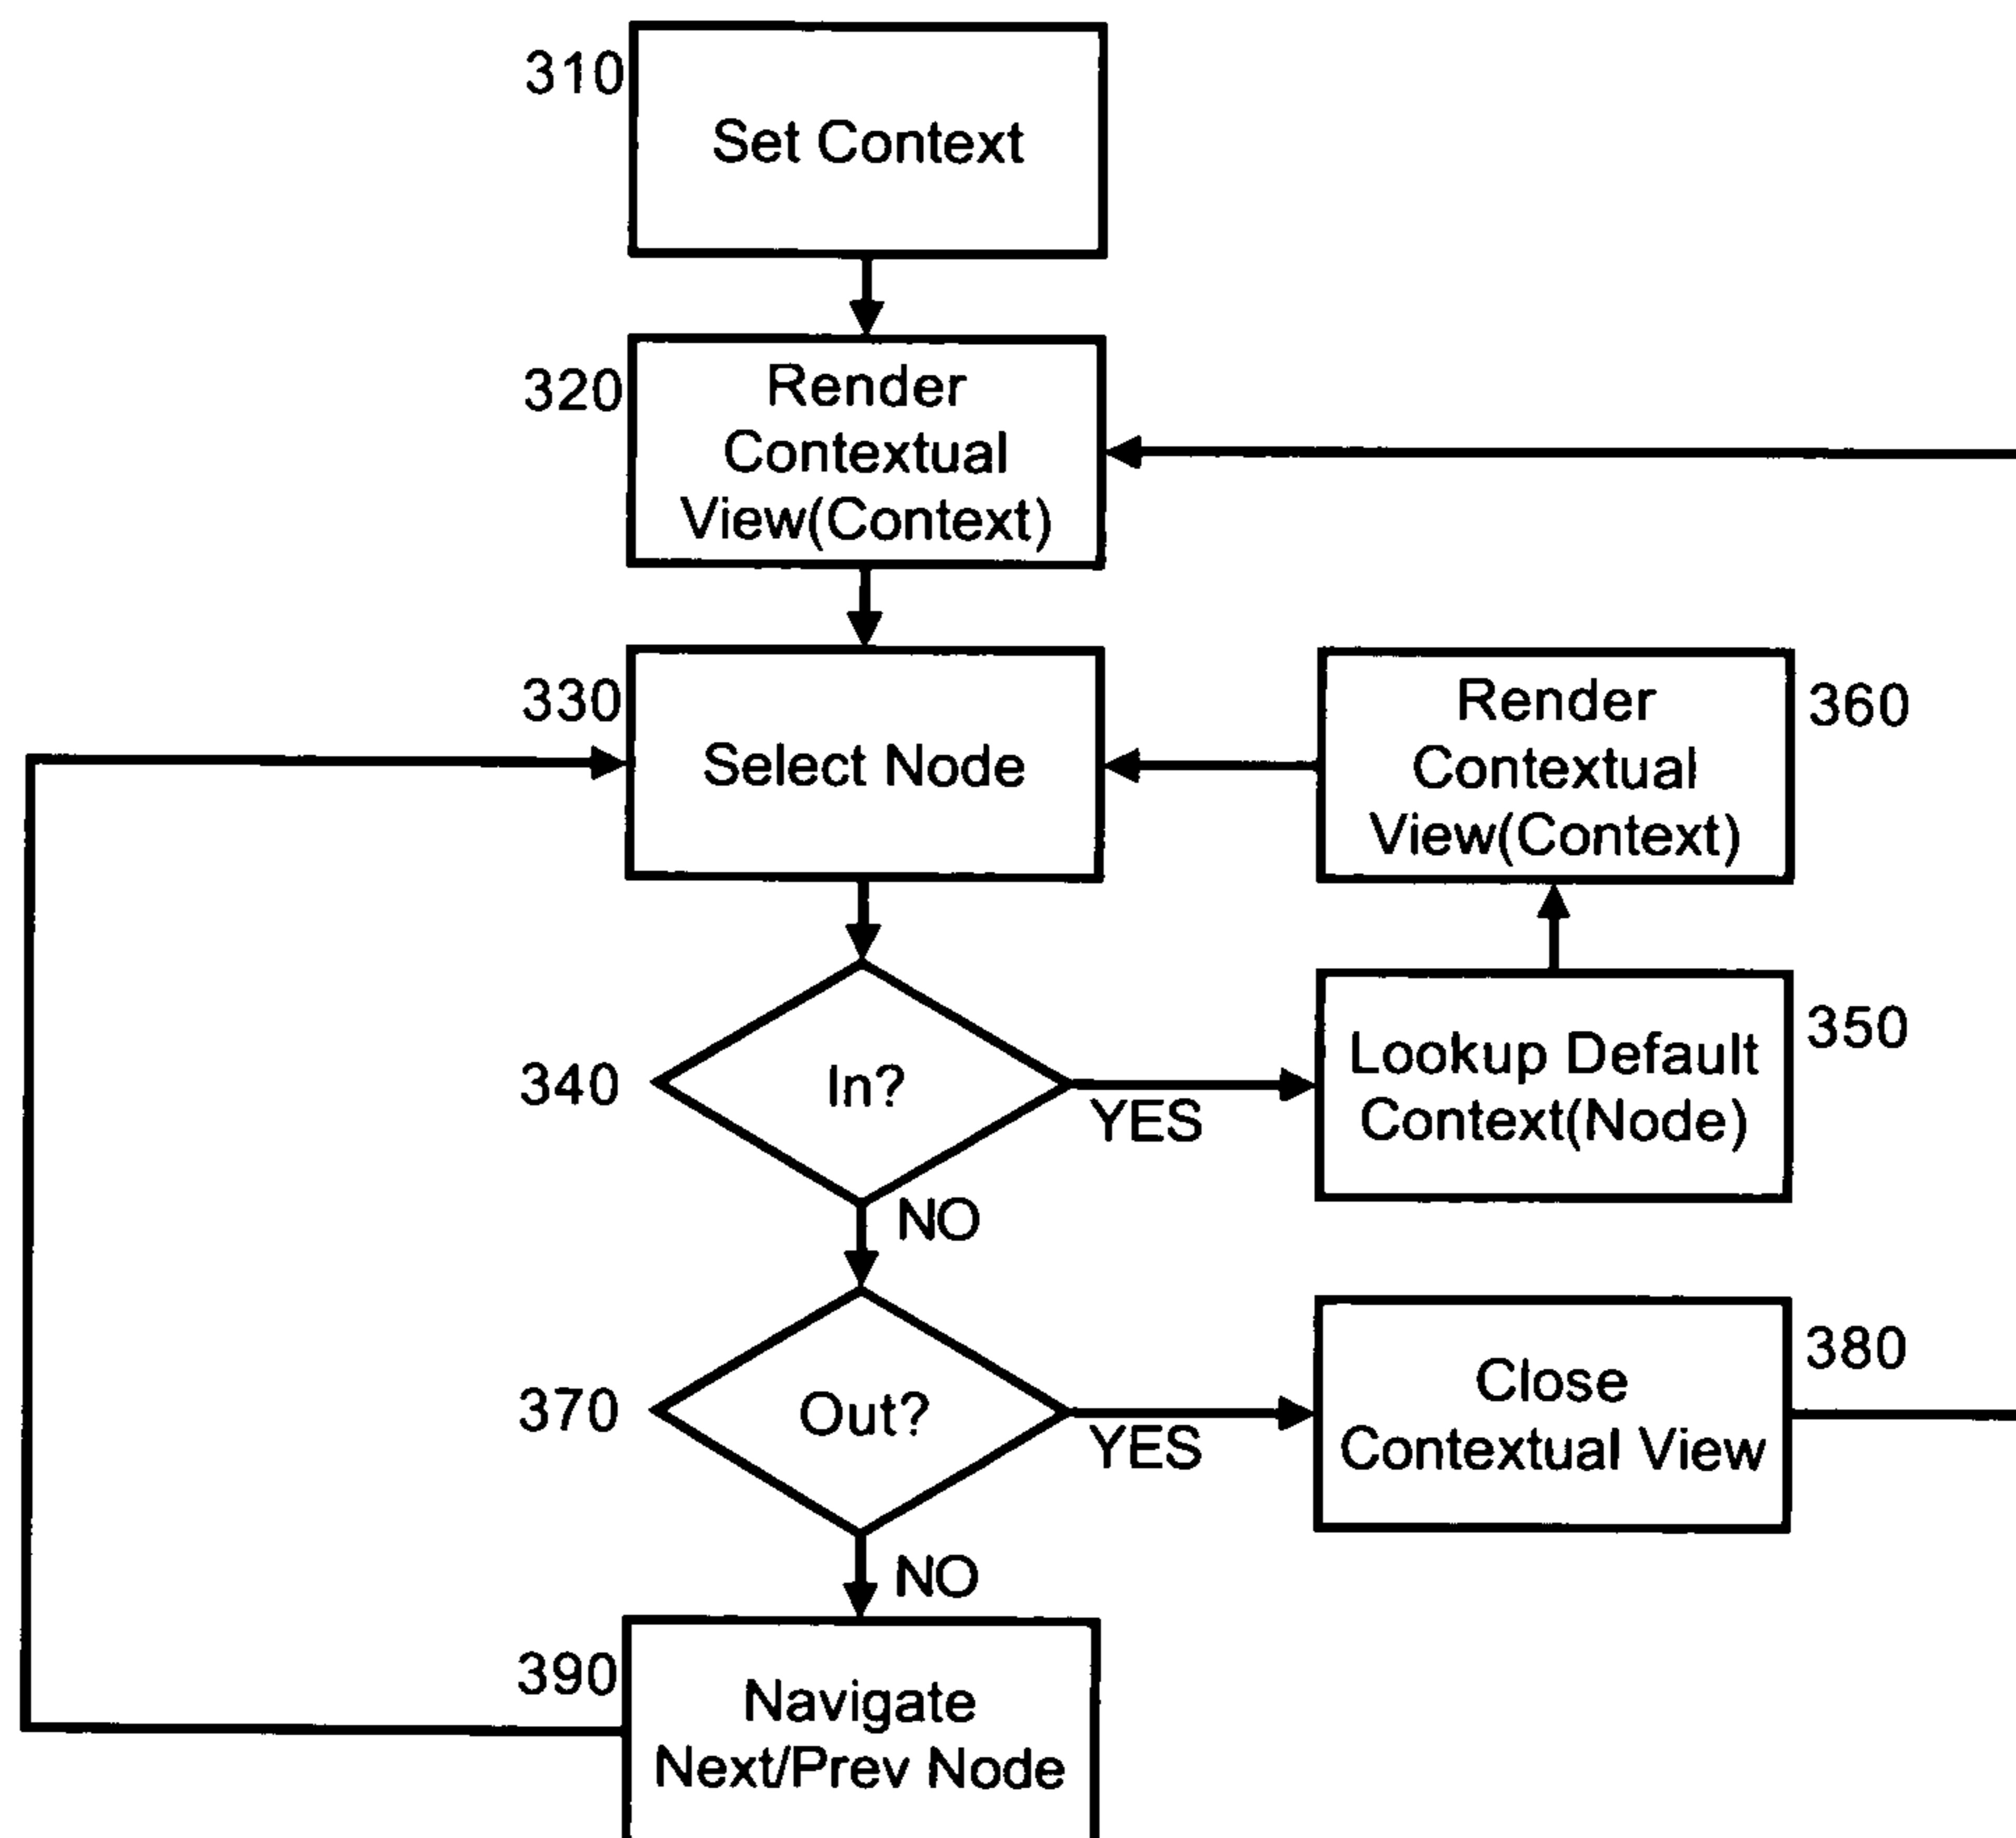 310
Set Context
320
Render
Contextual
View(Context)
330
Select Node
360
Render
Contextual
View(Context)
340
In?
YES
NO
350
Lookup Default
Context(Node)
370
Out?
YES
NO
380
Close
Contextual View
390
Navigate
Next/Prev Node